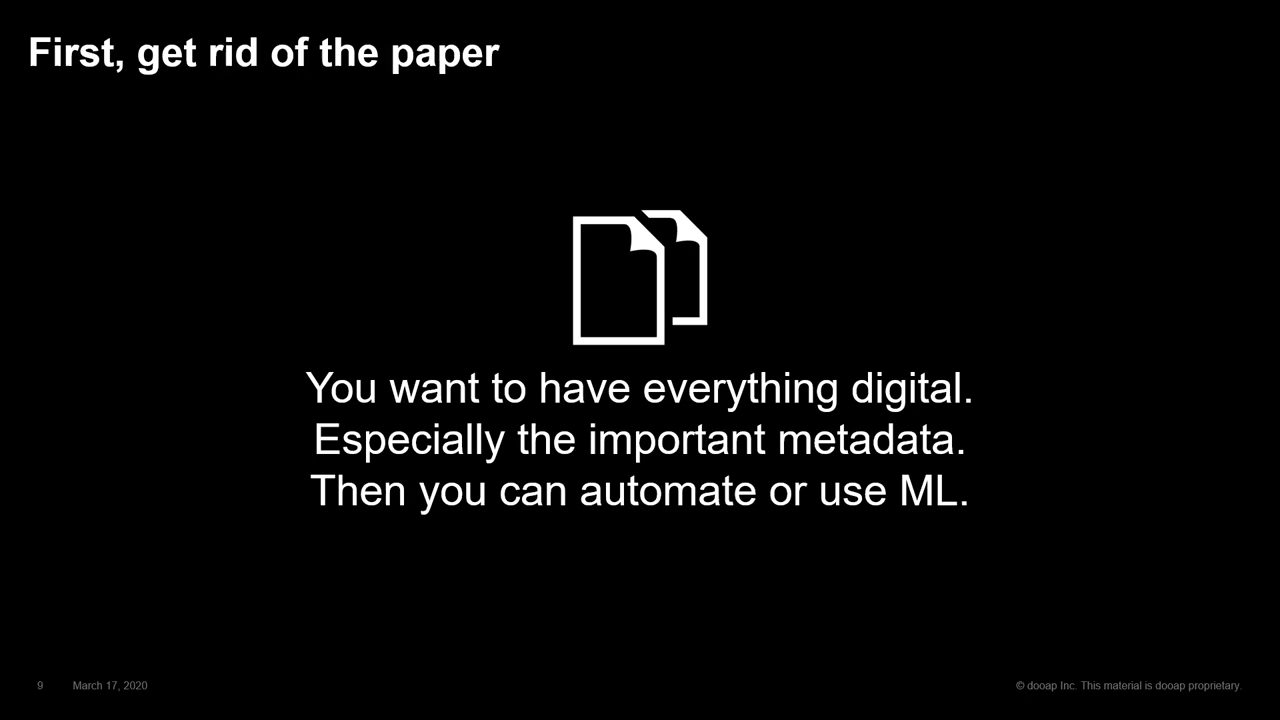 First, get rid of the paper
You want to have everything digital.
Especially the important metadata.
Then you can automate or use ML.
9 March 17, 2020 © dooap Inc. This material is dooap proprietary.